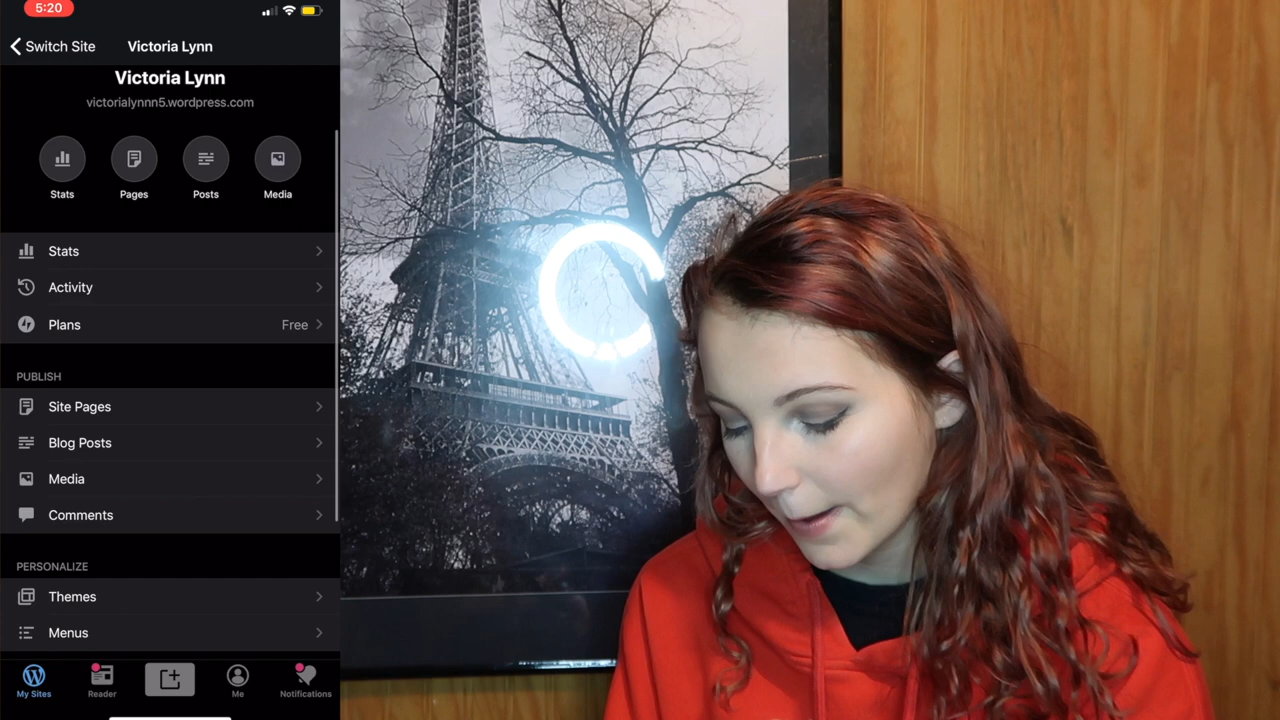 5:20
Switch Site
Victoria Lynn
Victoria Lynn
victorialynnn5.wordpress.com
Stats
Pages
Posts
Media
Stats
Activity
Plans
Free
PUBLISH
Site Pages
Blog Posts
Media
Comments
PERSONALIZE
Themes
Menus
My Sites
Reader
Me
Notifications